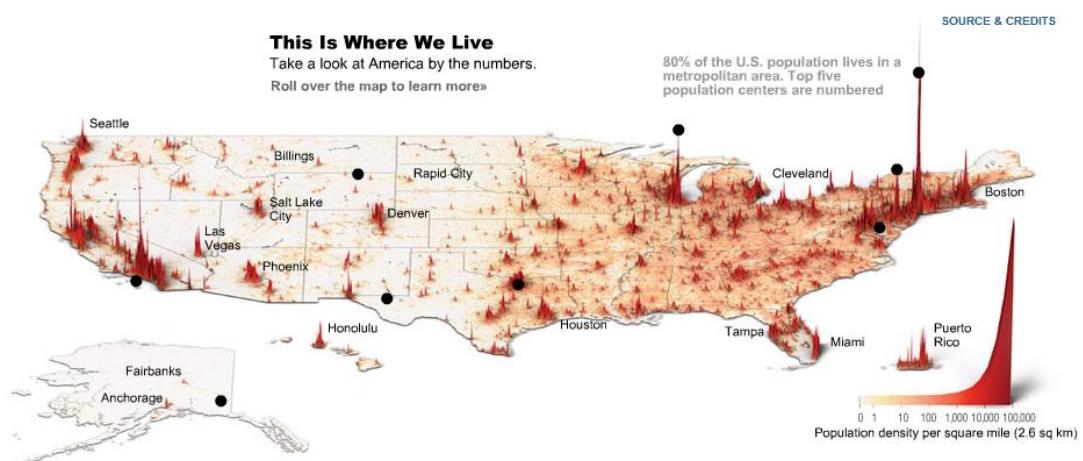 SOURCE & CREDITS
This Is Where We Live
Take a look at America by the numbers.
Roll over the map to learn more»
80% of the U.S. population lives in a
metropolitan area. Top five
population centers are numbered
Seattle
Billings
Rapid City
Cleveland
Boston
Salt Lake
City
Denver
Las
Vegas
Phoenix
Honolulu
Houston
Tampa
Miami
Puerto
Rico
Fairbanks
Anchorage
0 1 10 100 1,000 10,000 100,000
Population density per square mile (2.6 sq km)